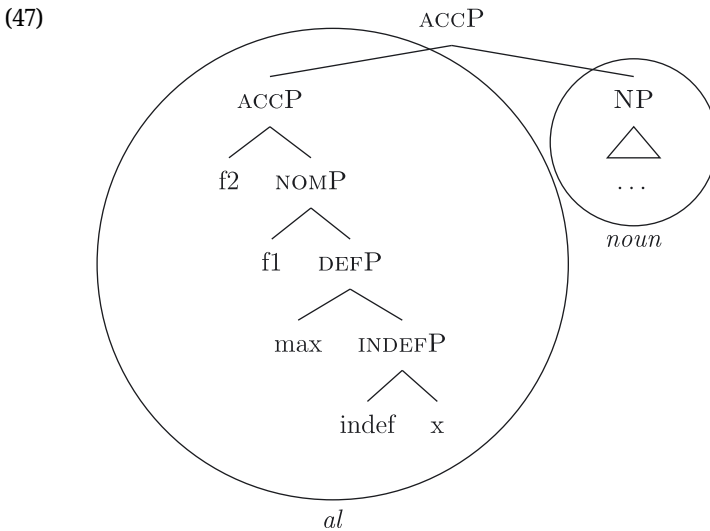 (47)
ACCP
ACCP NP
f2 NOMP ...
f1 DEFP noun
max INDEFP
indef x
al